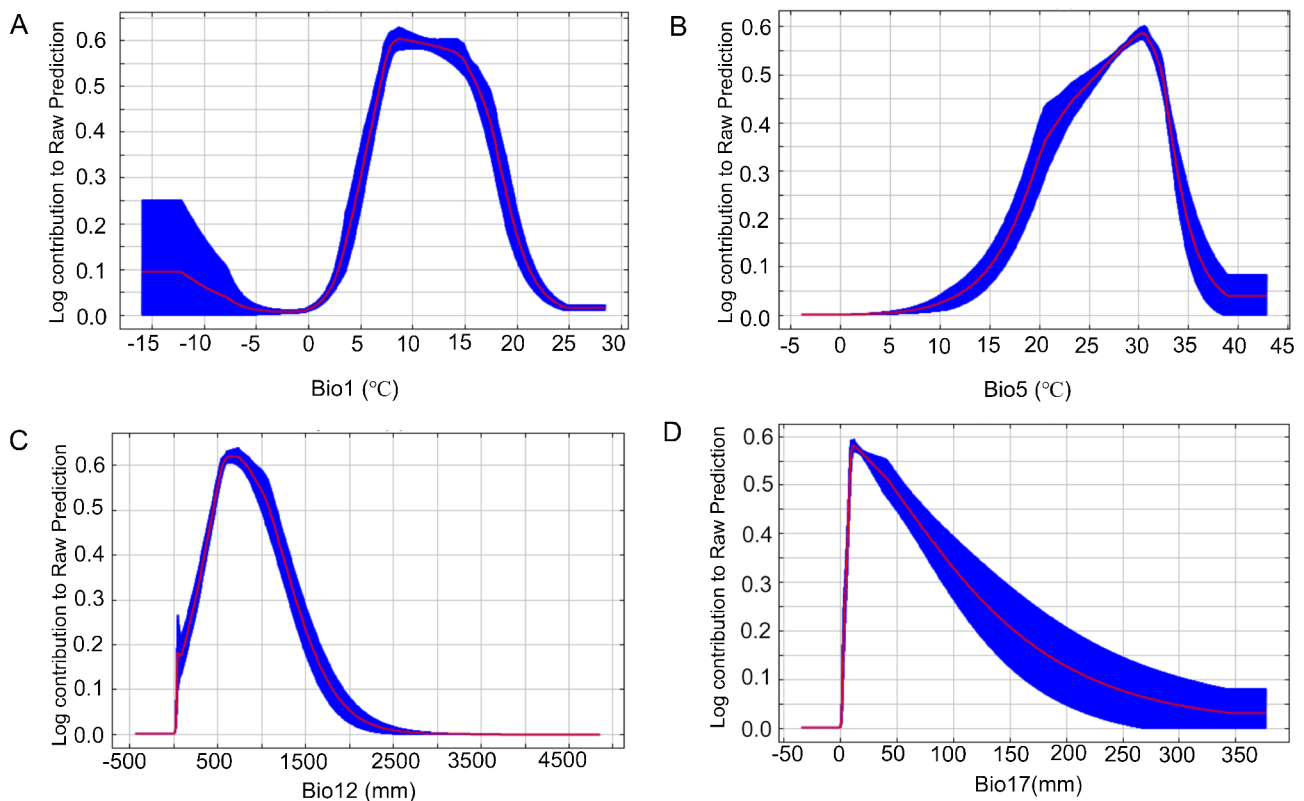 A
Log contribution to Raw Prediction
0.6
0.5
0.4
0.3
0.2
0.1
0.0
-15 -10 -5 0 5 10 15 20 25 30
Bio1 (℃)
B
Log contribution to Raw Prediction
0.6
0.5
0.4
0.3
0.2
0.1
0.0
-5 0 5 10 15 20 25 30 35 40 45
Bio5 (℃)
C
Log contribution to Raw Prediction
0.6
0.5
0.4
0.3
0.2
0.1
0.0
-500 500 1500 2500 3500 4500
Bio12 (mm)
D
Log contribution to Raw Prediction
0.6
0.5
0.4
0.3
0.2
0.1
0.0
-50 0 50 100 150 200 250 300 350
Bio17(mm)